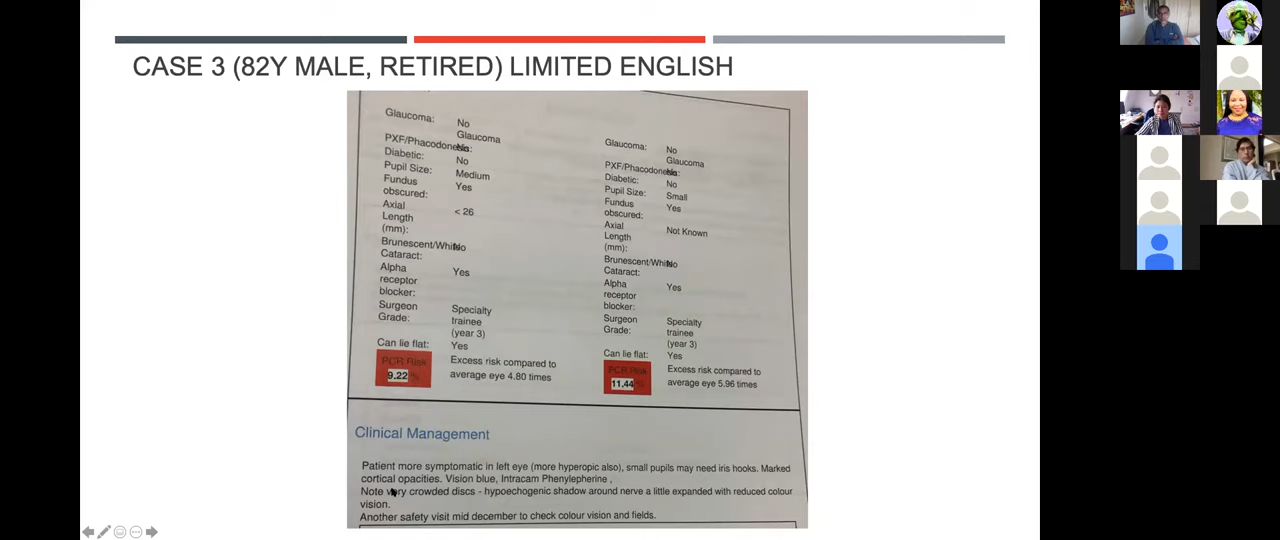 CASE 3 (82Y MALE, RETIRED) LIMITED ENGLISH
Glaucoma: No
Glaucoma
PXF/Phacodonesis: No
Diabetic: No
Pupil Size: Medium
Fundus Yes
obscured:
Axial < 26
Length
(mm):
Brunescent/White No
Cataract:
Alpha Yes
receptor
blocker:
Surgeon Specialty
Grade: trainee
(year 3)
Can lie flat: Yes
PCR Risk Excess risk compared to
9.22 % average eye 4.80 times
Glaucoma: No
Glaucoma
PXF/Phacodonesis: No
Diabetic: No
Pupil Size: Small
Fundus Yes
obscured:
Axial Not Known
Length
(mm):
Brunescent/White No
Cataract:
Alpha Yes
receptor
blocker:
Surgeon Specialty
Grade: trainee
(year 3)
Can lie flat: Yes
PCR Risk Excess risk compared to
11.44 % average eye 5.96 times
Clinical Management
Patient more symptomatic in left eye (more hyperopic also), small pupils may need iris hooks. Marked
cortical opacities. Vision blue, Intracam Phenylepherine ,
Note very crowded discs - hypoechogenic shadow around nerve a little expanded with reduced colour
vision.
Another safety visit mid december to check colour vision and fields.